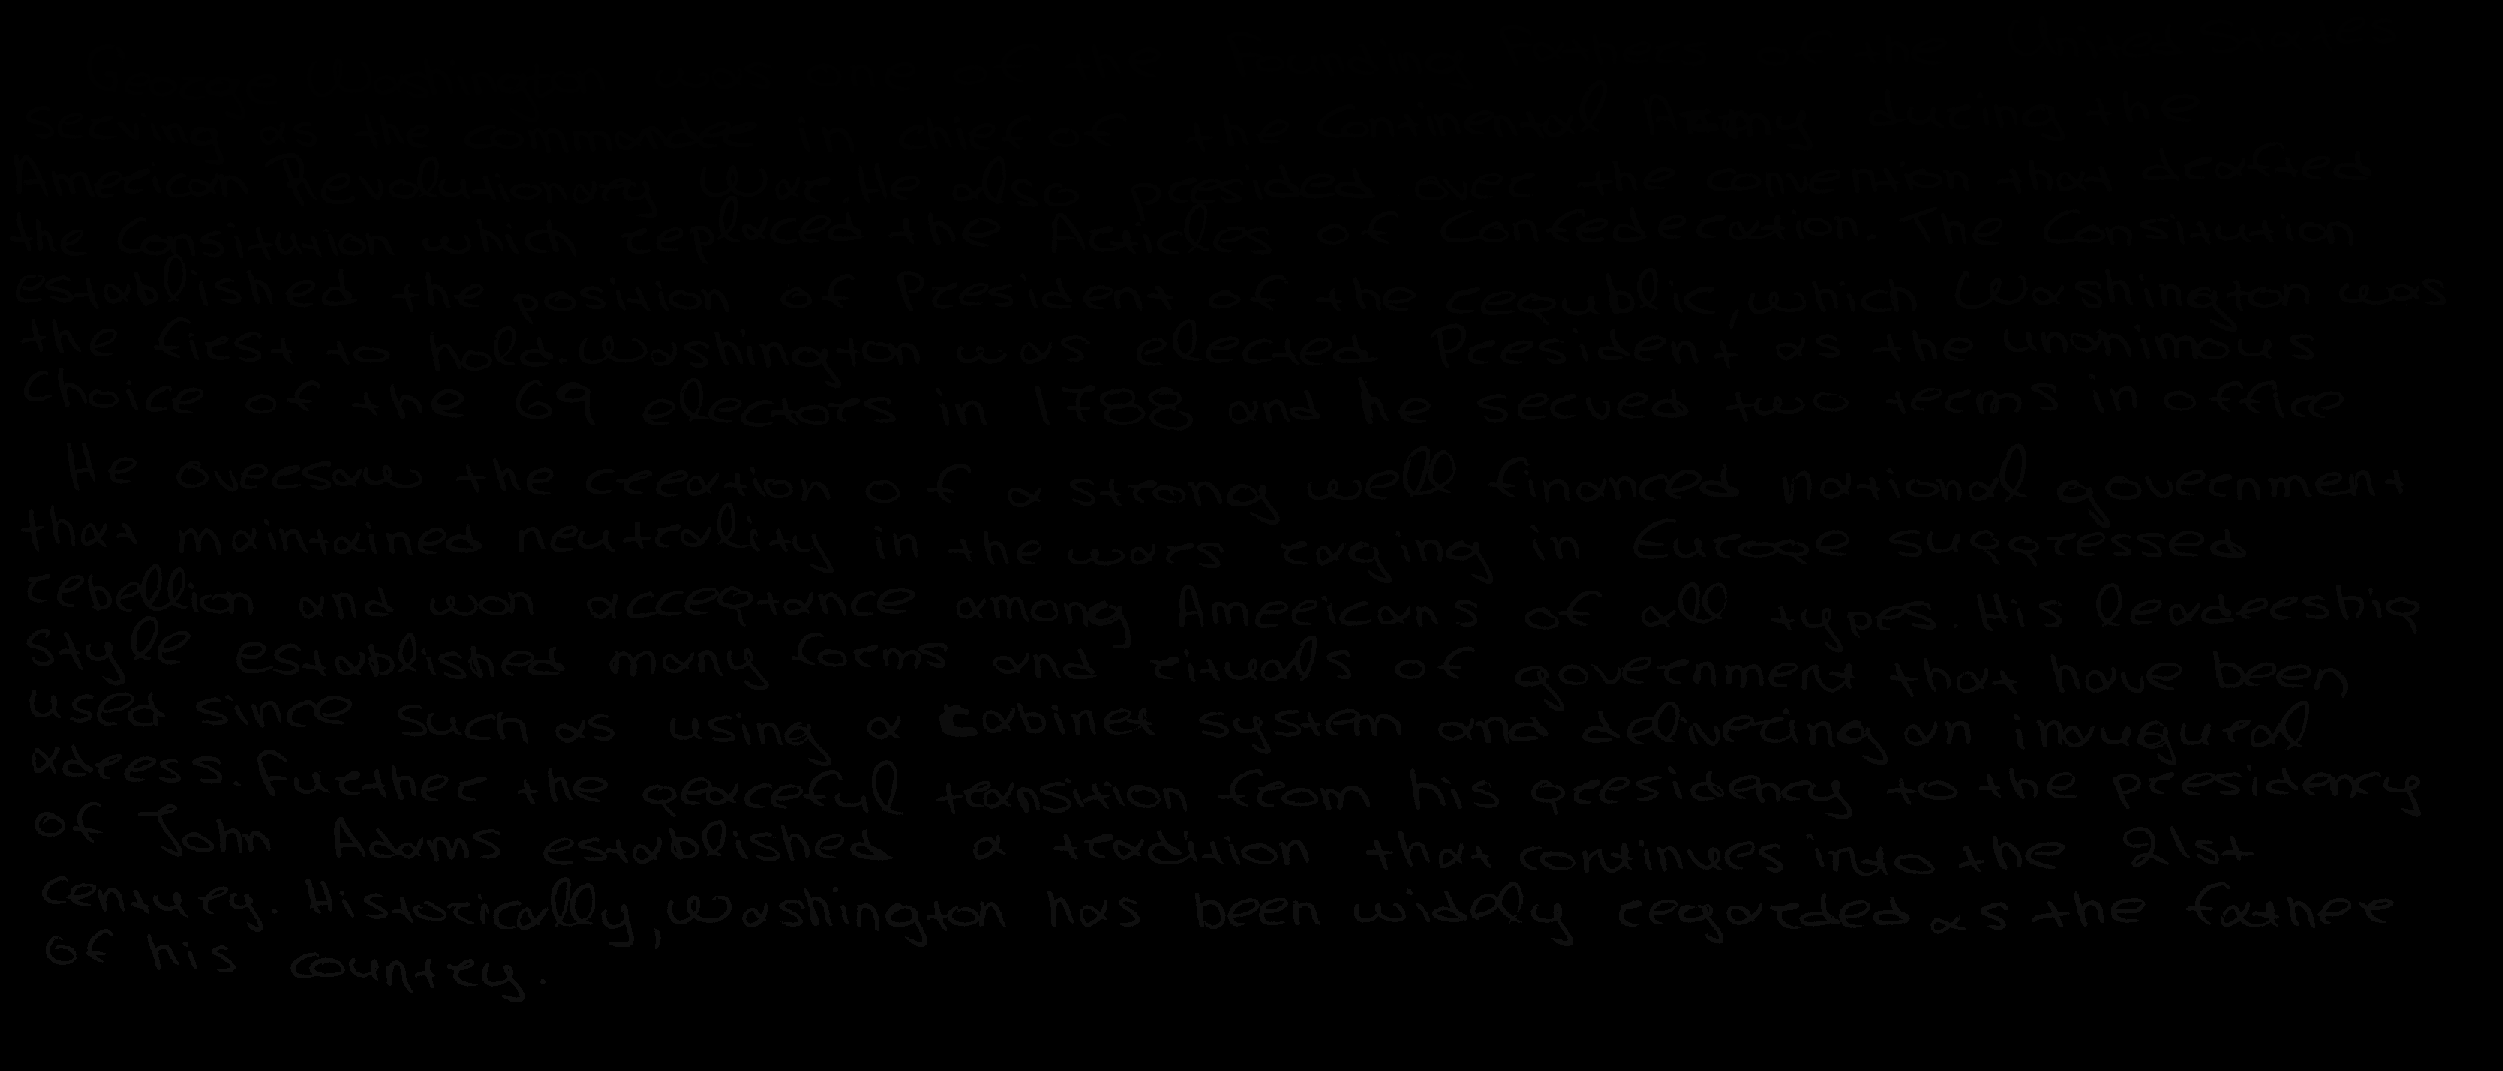 serving as the commander in chief of the Continental Army during the
American Revolutionary War. He also presided over the convention that drafted
the Consitution which replaced the Articles of Confederation. The Consitution
established the position of President of the republic, which Washington was
the first to hold. Washington was elected President as the unanimous
choice of the 69 electors in 1788 and he served two terms in office
He oversaw the creation of a strong well financed national government
that maintained neutrality in the wars raging in Europe suppressed
rebellion and won acceptance among Americans of all types. His leadership
style established many forms and rituals of government that have been
used since such as using a cabinet system and delivering an inaugural
adress. Further the peaceful transition from his presidency to the presidency
of John Adams established a tradition that continues into the 21st
century. Historically, Washington has been widely regarded as the father
of his country.